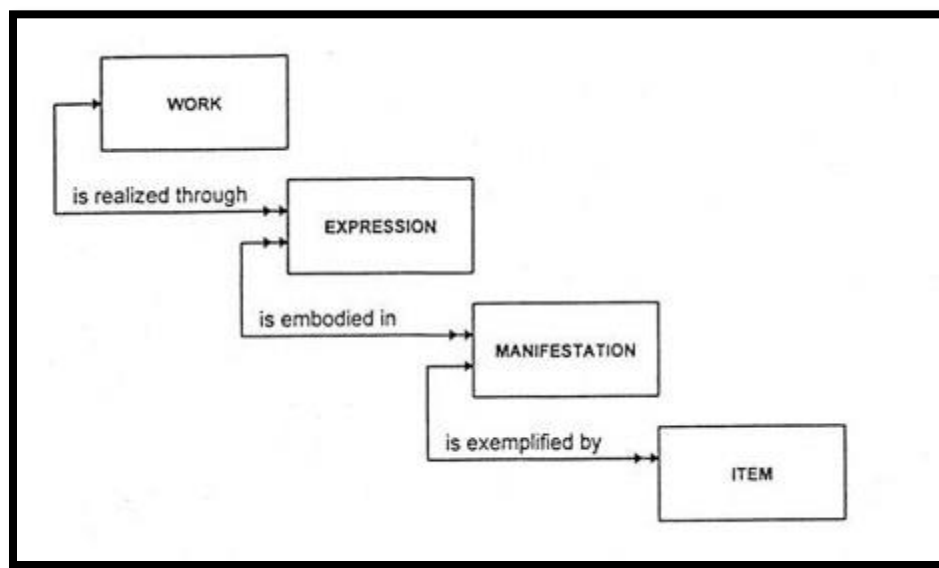 WORK
is realized through
EXPRESSION
is embodied in
MANIFESTATION
is exemplified by
ITEM